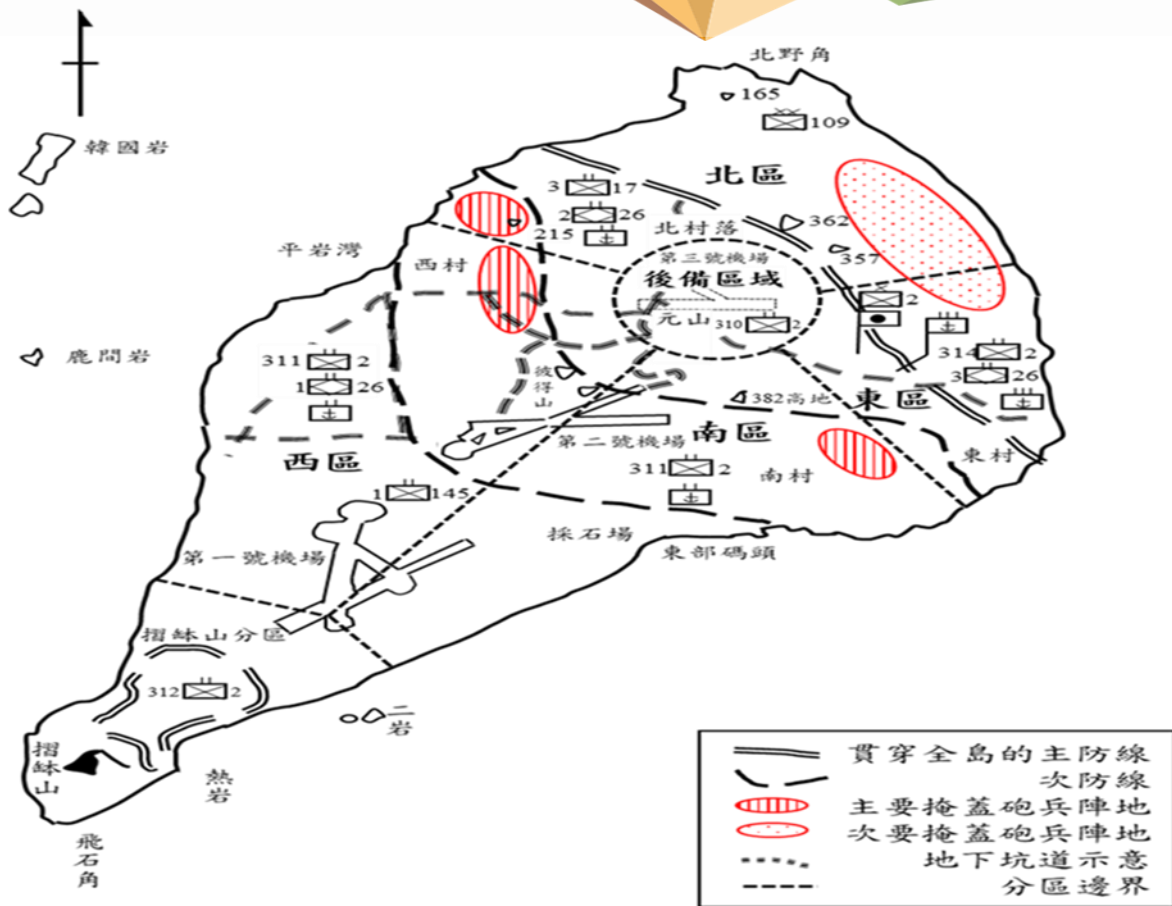 北野角
165
109
韓國岩
北區
3 17
2 26
362
215
北村落
平岩灣
西村
第三號機場
357
後備區域
2
元山 310 2
鹿間岩
311 2
314 2
1 26
彼得山
3 26
382高地
東區
第二號機場
南區
西區
311 2
南村
東村
1 145
採石場
第一號機場
東部碼頭
摺缽山分區
312 2
二岩
摺缽山
熱岩
飛石角
貫穿全島的主防線
次防線
主要掩蓋砲兵陣地
次要掩蓋砲兵陣地
地下坑道示意
分區邊界